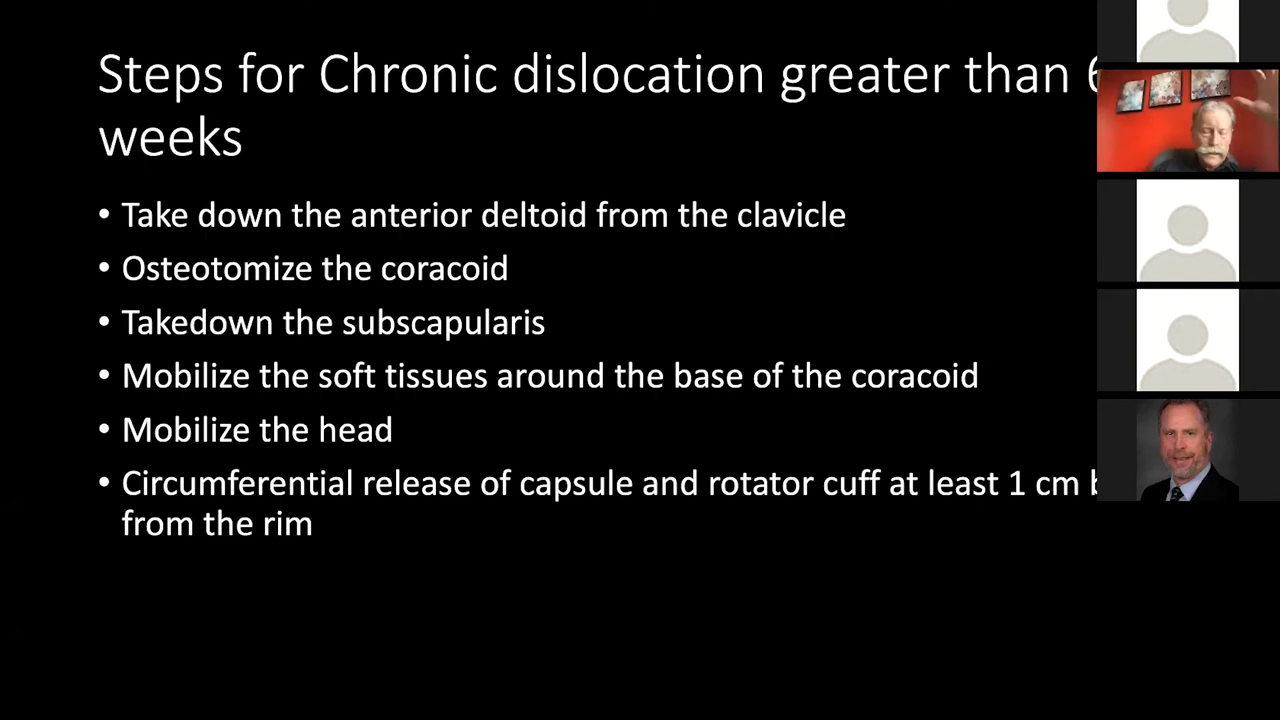 Steps for Chronic dislocation greater than
weeks
• Take down the anterior deltoid from the clavicle
• Osteotomize the coracoid
• Takedown the subscapularis
• Mobilize the soft tissues around the base of the coracoid
• Mobilize the head
• Circumferential release of capsule and rotator cuff at least 1 cm
from the rim